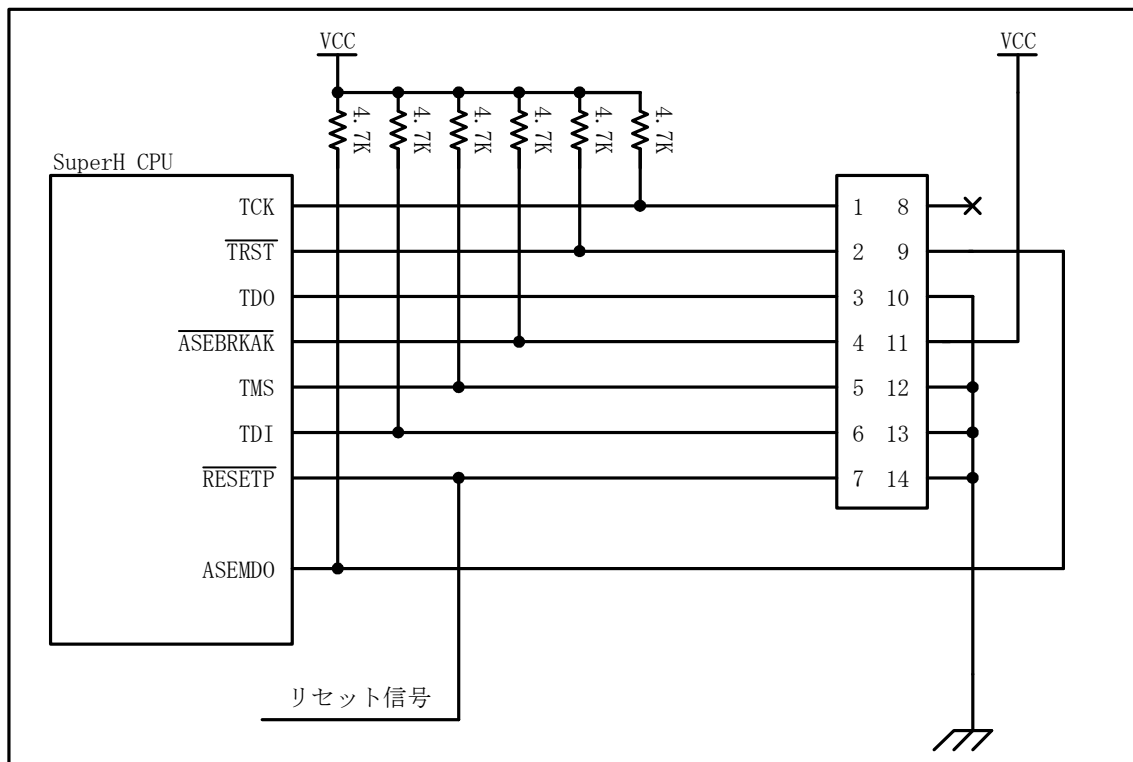 VCC
VCC
4.7K
4.7K
4.7K
4.7K
4.7K
4.7K
SuperH CPU
TCK
1 8
TRST
2 9
TDO
3 10
ASEBRKAK
4 11
TMS
5 12
TDI
6 13
RESETP
7 14
ASEMDO
リセット信号